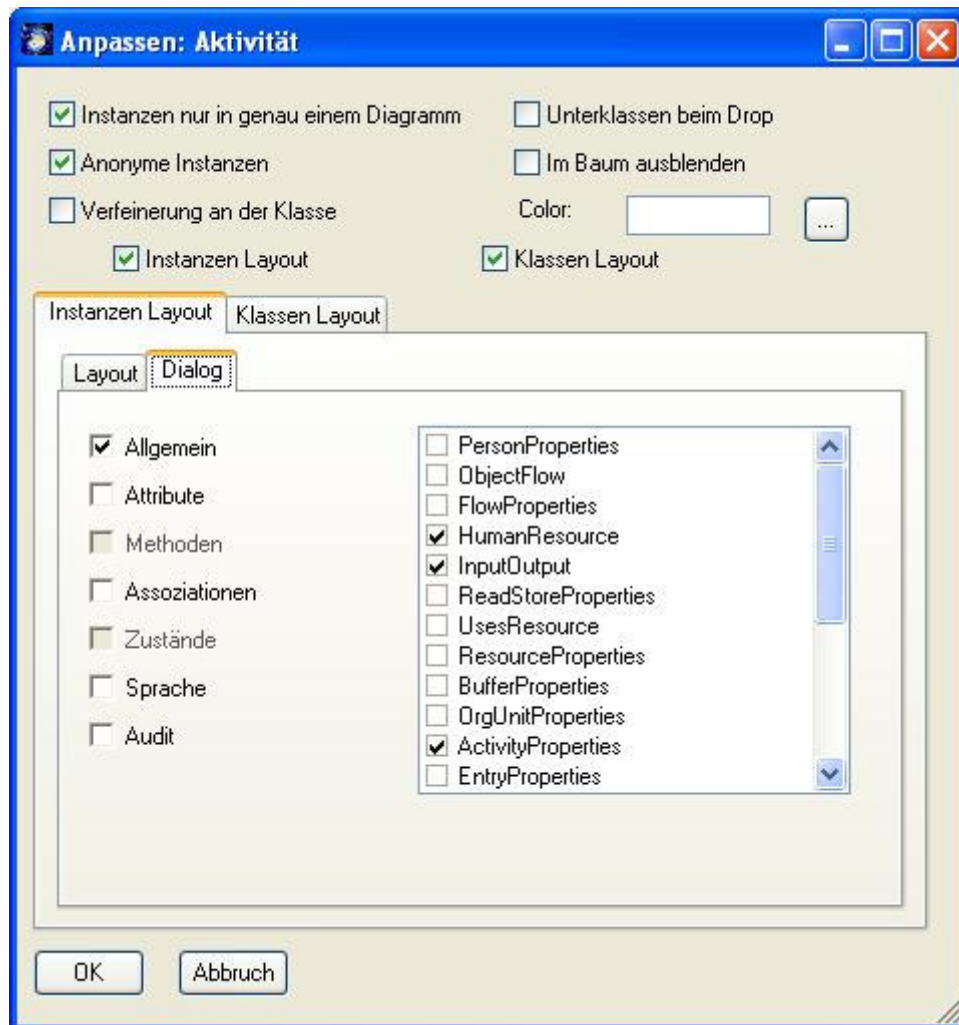 Anpassen: Aktivität
Instanzen nur in genau einem Diagramm
Unterklassen beim Drop
Anonyme Instanzen
Im Baum ausblenden
Verfeinerung an der Klasse
Color:
...
Instanzen Layout
Klassen Layout
Instanzen Layout
Klassen Layout
Layout
Dialog
Allgemein
Attribute
Methoden
Assoziationen
Zustände
Sprache
Audit
PersonProperties
ObjectFlow
FlowProperties
HumanResource
InputOutput
ReadStoreProperties
UsesResource
ResourceProperties
BufferProperties
OrgUnitProperties
ActivityProperties
EntryProperties
OK
Abbruch